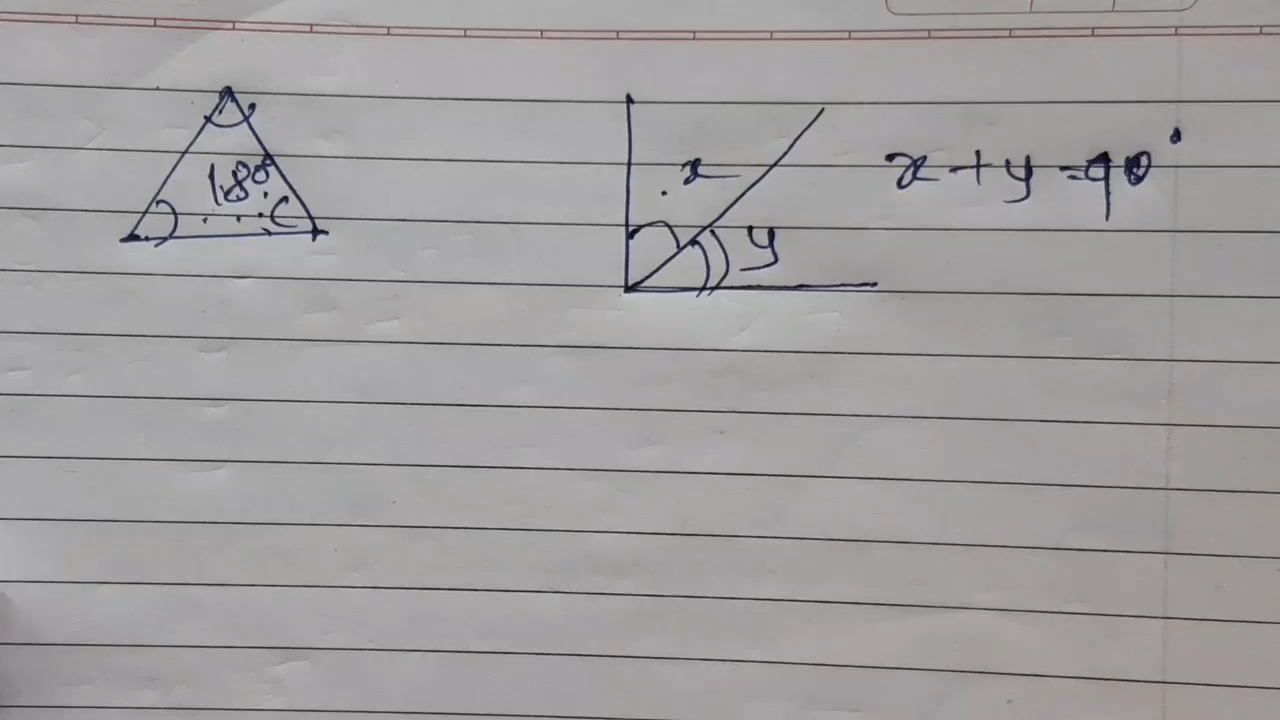 180°
x
y
x + y = 90°